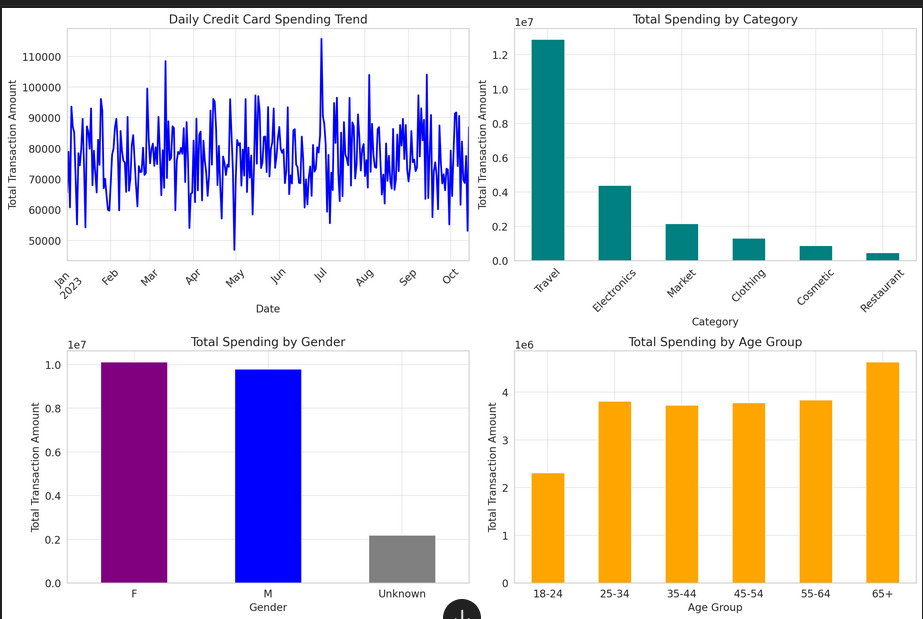 Daily Credit Card Spending Trend
Total Transaction Amount
110000
100000
90000
80000
70000
60000
50000
Jan
2023
Feb
Mar
Apr
May
Jun
Jul
Aug
Sep
Oct
Date
Total Spending by Category
1e7
Total Transaction Amount
1.2
1.0
0.8
0.6
0.4
0.2
0.0
Travel
Electronics
Market
Clothing
Cosmetic
Restaurant
Category
Total Spending by Gender
1e7
Total Transaction Amount
1.0
0.8
0.6
0.4
0.2
0.0
F
M
Unknown
Gender
Total Spending by Age Group
1e6
Total Transaction Amount
4
3
2
1
0
18-24
25-34
35-44
45-54
55-64
65+
Age Group